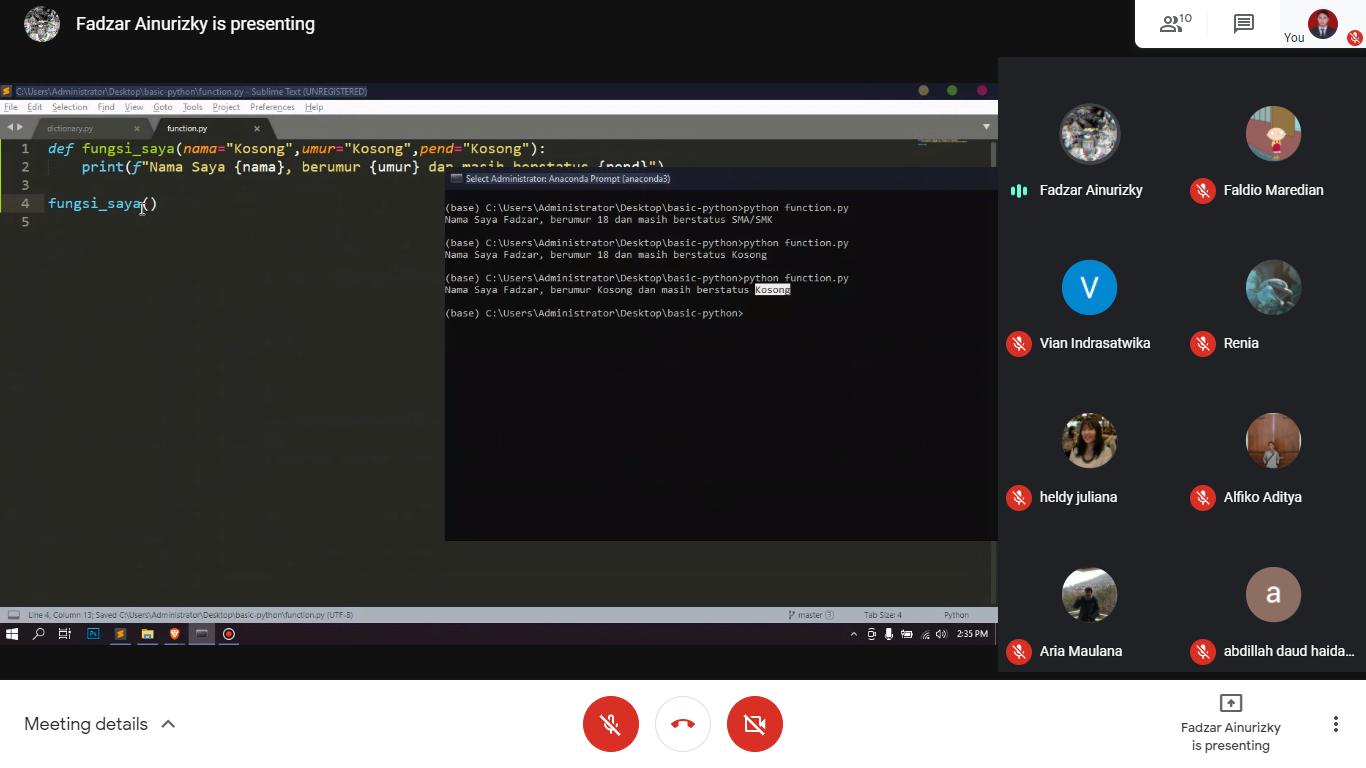 Fadzar Ainurizky is presenting
10
You
C:\Users\Administrator\Desktop\basic-python\function.py - Sublime Text (UNREGISTERED)
File Edit Selection Find View Goto Tools Project Preferences Help
dictionary.py × function.py ×
1 def fungsi_saya(nama="Kosong",umur="Kosong",pend="Kosong"):
2 print(f"Nama Saya {nama}, berumur {umur} dan masih berstatus {pend}")
3
4 fungsi_saya()
5
Select Administrator: Anaconda Prompt (anaconda3)
(base) C:\Users\Administrator\Desktop\basic-python>python function.py
Nama Saya Fadzar, berumur 18 dan masih berstatus SMA/SMK
(base) C:\Users\Administrator\Desktop\basic-python>python function.py
Nama Saya Fadzar, berumur 18 dan masih berstatus Kosong
(base) C:\Users\Administrator\Desktop\basic-python>python function.py
Nama Saya Fadzar, berumur Kosong dan masih berstatus Kosong
(base) C:\Users\Administrator\Desktop\basic-python>
Line 4, Column 13; Saved C:\Users\Administrator\Desktop\basic-python\function.py (UTF-8) master 3 Tab Size: 4 Python
Ps 2:35 PM
Fadzar Ainurizky
Faldio Maredian
V
Vian Indrasatwika
Renia
heldy juliana
Alfiko Aditya
a
Aria Maulana
abdillah daud haida...
Meeting details
Fadzar Ainurizky
is presenting